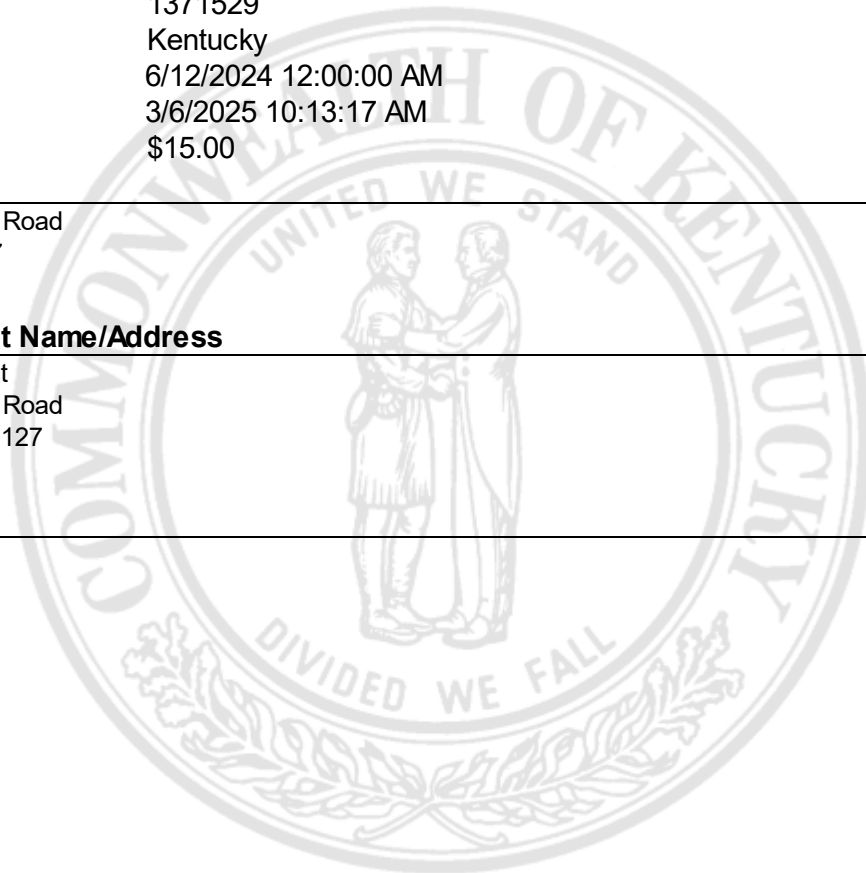 1371529
Kentucky
6/12/2024 12:00:00 AM
3/6/2025 10:13:17 AM
$15.00
Road
t Name/Address
t
Road
127
COMMONWEALTH OF KENTUCKY
UNITED WE STAND
DIVIDED WE FALL